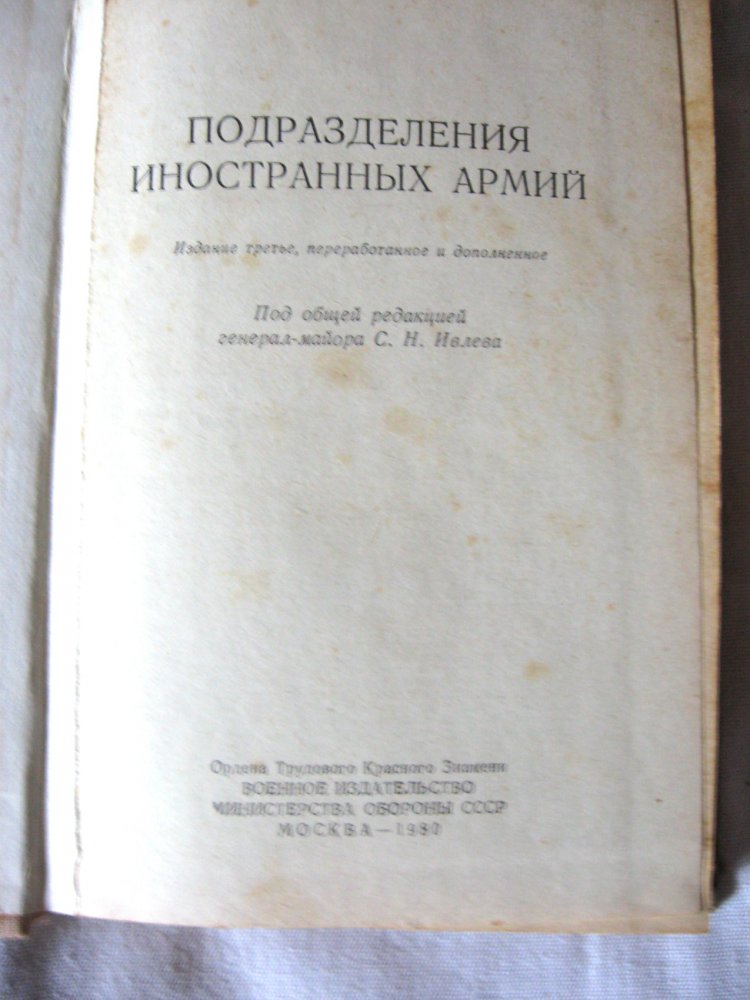 ПОДРАЗДЕЛЕНИЯ
ИНОСТРАННЫХ АРМИЙ
Издание третье, переработанное и дополненное
Под общей редакцией
генерал-майора С. Н. Ивлева
Ордена Трудового Красного Знамени
ВОЕННОЕ ИЗДАТЕЛЬСТВО
МИНИСТЕРСТВА ОБОРОНЫ СССР
МОСКВА — 1980